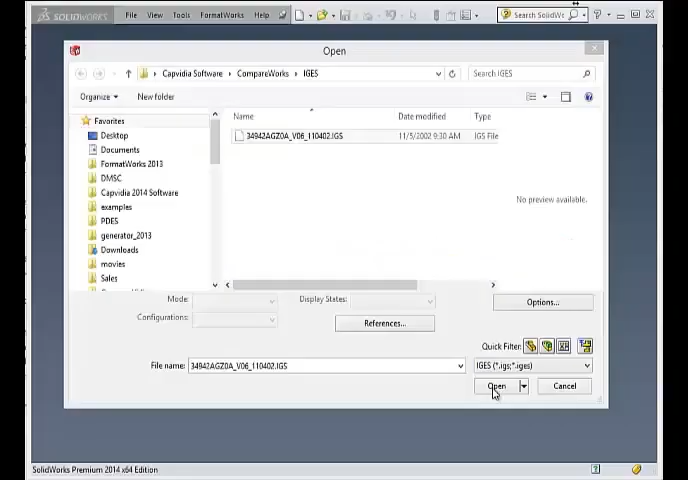 SOLIDWORKS File View Tools FormatWorks Help Search SolidWo
Open
Capvidia Software CompareWorks IGES Search IGES
Organize New folder
Favorites
Desktop
Documents
FormatWorks 2013
DMSC
Capvidia 2014 Software
examples
PDES
generator_2013
Downloads
movies
Sales
Name Date modified Type
34942AGZ0A_V06_110402.IGS 11/5/2002 9:30 AM IGS File
No preview available.
Mode: Display States: Options...
Configurations: References...
Quick Filter:
File name: 34942AGZ0A_V06_110402.IGS IGES (*.igs;*.iges)
Open Cancel
SolidWorks Premium 2014 x64 Edition